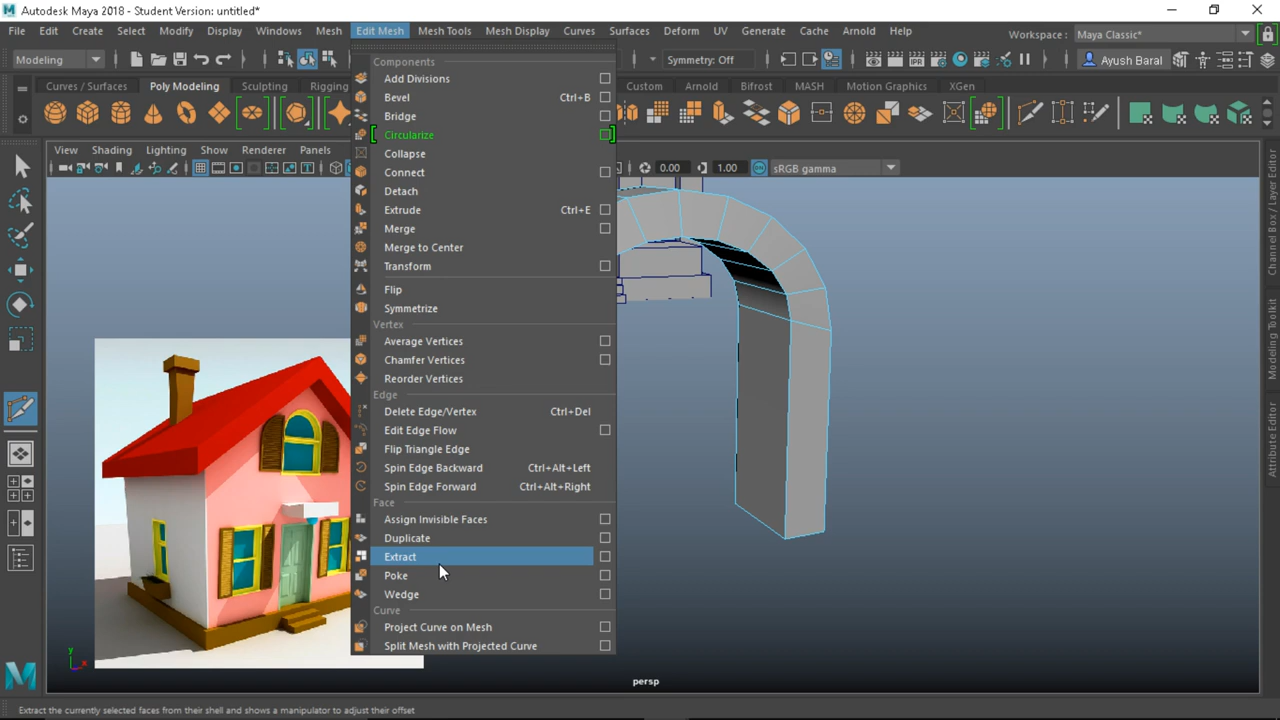 Autodesk Maya 2018 - Student Version: untitled*
File Edit Create Select Modify Display Windows Mesh Edit Mesh Mesh Tools Mesh Display Curves Surfaces Deform UV Generate Cache Arnold Help Workspace : Maya Classic*
Modeling Symmetry: Off IPR Ayush Baral
Curves / Surfaces Poly Modeling Sculpting Rigging Custom Arnold Bifrost MASH Motion Graphics XGen
View Shading Lighting Show Renderer Panels
0.00 1.00 sRGB gamma
Components
Add Divisions
Bevel Ctrl+B
Bridge
Circularize
Collapse
Connect
Detach
Extrude Ctrl+E
Merge
Merge to Center
Transform
Flip
Symmetrize
Vertex
Average Vertices
Chamfer Vertices
Reorder Vertices
Edge
Delete Edge/Vertex Ctrl+Del
Edit Edge Flow
Flip Triangle Edge
Spin Edge Backward Ctrl+Alt+Left
Spin Edge Forward Ctrl+Alt+Right
Face
Assign Invisible Faces
Duplicate
Extract
Poke
Wedge
Curve
Project Curve on Mesh
Split Mesh with Projected Curve
Channel Box / Layer Editor
Modeling Toolkit
Attribute Editor
y
x
z
persp
M
Extract the currently selected faces from their shell and shows a manipulator to adjust their offset